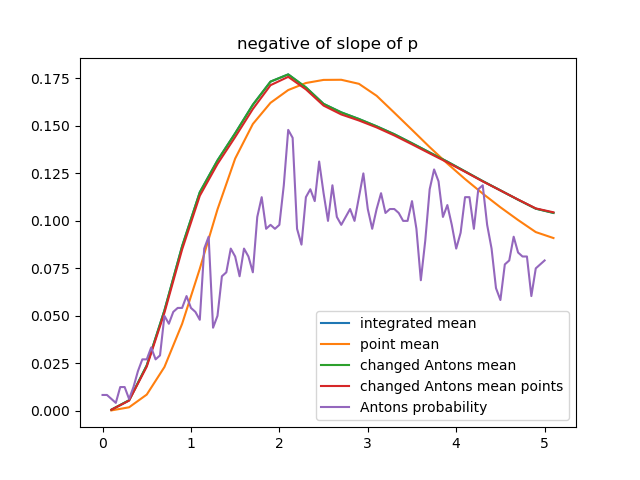 negative of slope of p
0.175
0.150
0.125
0.100
0.075
0.050
0.025
0.000
integrated mean
point mean
changed Antons mean
changed Antons mean points
Antons probability
0 1 2 3 4 5